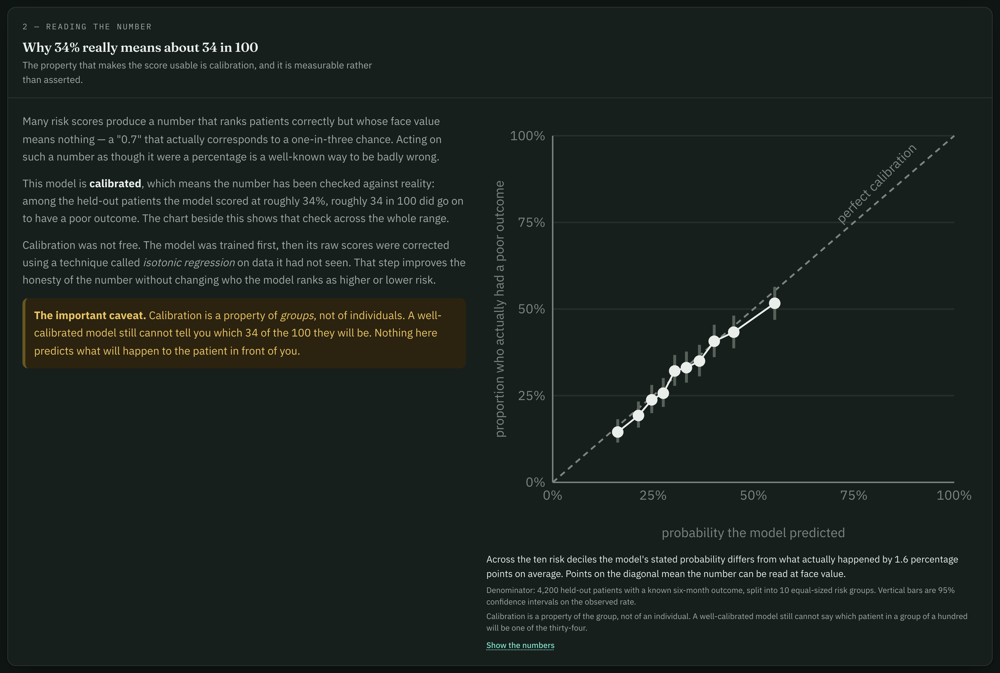 2 — READING THE NUMBER
Why 34% really means about 34 in 100
The property that makes the score usable is calibration, and it is measurable rather
than asserted.
Many risk scores produce a number that ranks patients correctly but whose face value
means nothing — a "0.7" that actually corresponds to a one-in-three chance. Acting on
such a number as though it were a percentage is a well-known way to be badly wrong.
This model is calibrated, which means the number has been checked against reality:
among the held-out patients the model scored at roughly 34%, roughly 34 in 100 did go on
to have a poor outcome. The chart beside this shows that check across the whole range.
Calibration was not free. The model was trained first, then its raw scores were corrected
using a technique called isotonic regression on data it had not seen. That step improves the
honesty of the number without changing who the model ranks as higher or lower risk.
The important caveat. Calibration is a property of groups, not of individuals. A well-
calibrated model still cannot tell you which 34 of the 100 they will be. Nothing here
predicts what will happen to the patient in front of you.
proportion who actually had a poor outcome
100%
75%
50%
25%
0%
perfect calibration
0% 25% 50% 75% 100%
probability the model predicted
Across the ten risk deciles the model's stated probability differs from what actually happened by 1.6 percentage
points on average. Points on the diagonal mean the number can be read at face value.
Denominator: 4,200 held-out patients with a known six-month outcome, split into 10 equal-sized risk groups. Vertical bars are 95%
confidence intervals on the observed rate.
Calibration is a property of the group, not of an individual. A well-calibrated model still cannot say which patient in a group of a hundred
will be one of the thirty-four.
Show the numbers